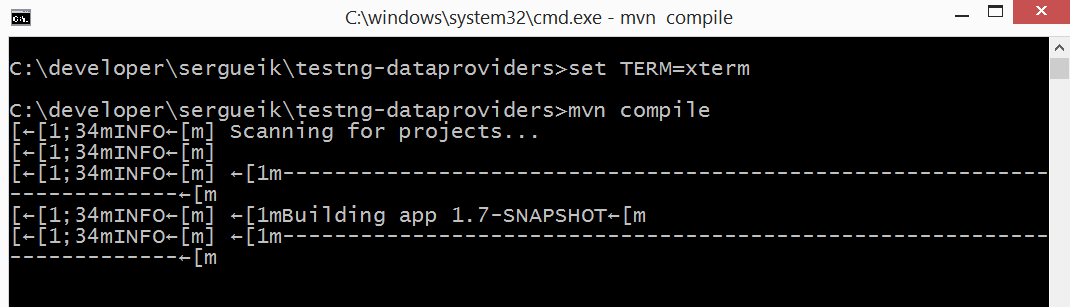 C:\windows\system32\cmd.exe - mvn  compile
C:\developer\sergueik\testng-dataproviders>set TERM=xterm
C:\developer\sergueik\testng-dataproviders>mvn compile
[←[1;34mINFO←[m] Scanning for projects...
[←[1;34mINFO←[m]
[←[1;34mINFO←[m] ←[1m-----------------------------------------------------------
-------------←[m
[←[1;34mINFO←[m] ←[1mBuilding app 1.7-SNAPSHOT←[m
[←[1;34mINFO←[m] ←[1m-----------------------------------------------------------
-------------←[m